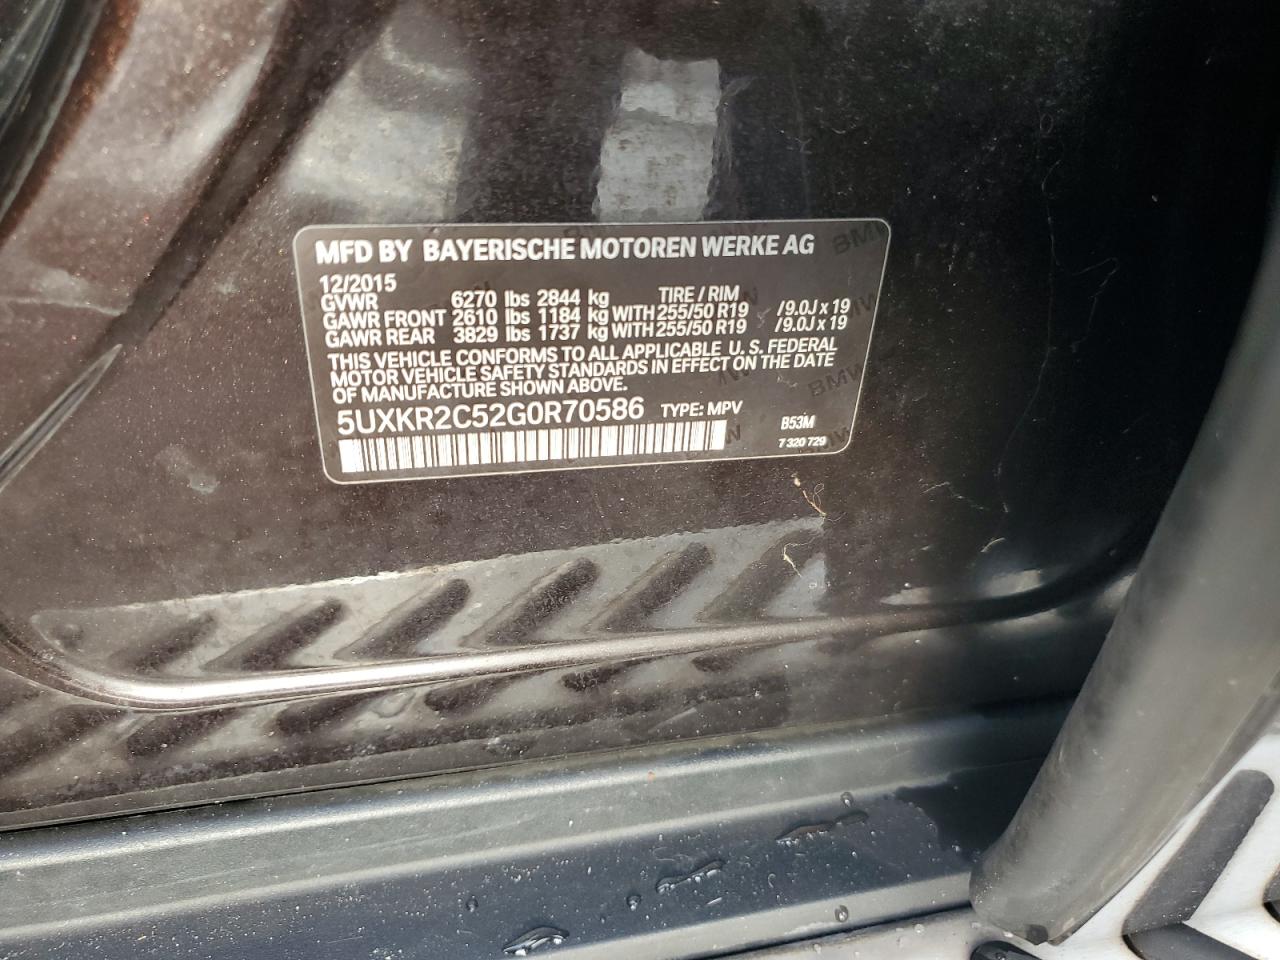 MFD BY BAYERISCHE MOTOREN WERKE AG
12/2015
GVWR 6270 lbs 2844 kg TIRE / RIM
GAWR FRONT 2610 lbs 1184 kg WITH 255/50 R19 /9.0J x 19
GAWR REAR 3829 lbs 1737 kg WITH 255/50 R19 /9.0J x 19
THIS VEHICLE CONFORMS TO ALL APPLICABLE U. S. FEDERAL
MOTOR VEHICLE SAFETY STANDARDS IN EFFECT ON THE DATE
OF MANUFACTURE SHOWN ABOVE.
5UXKR2C52G0R70586 TYPE: MPV B53M
7 320 729